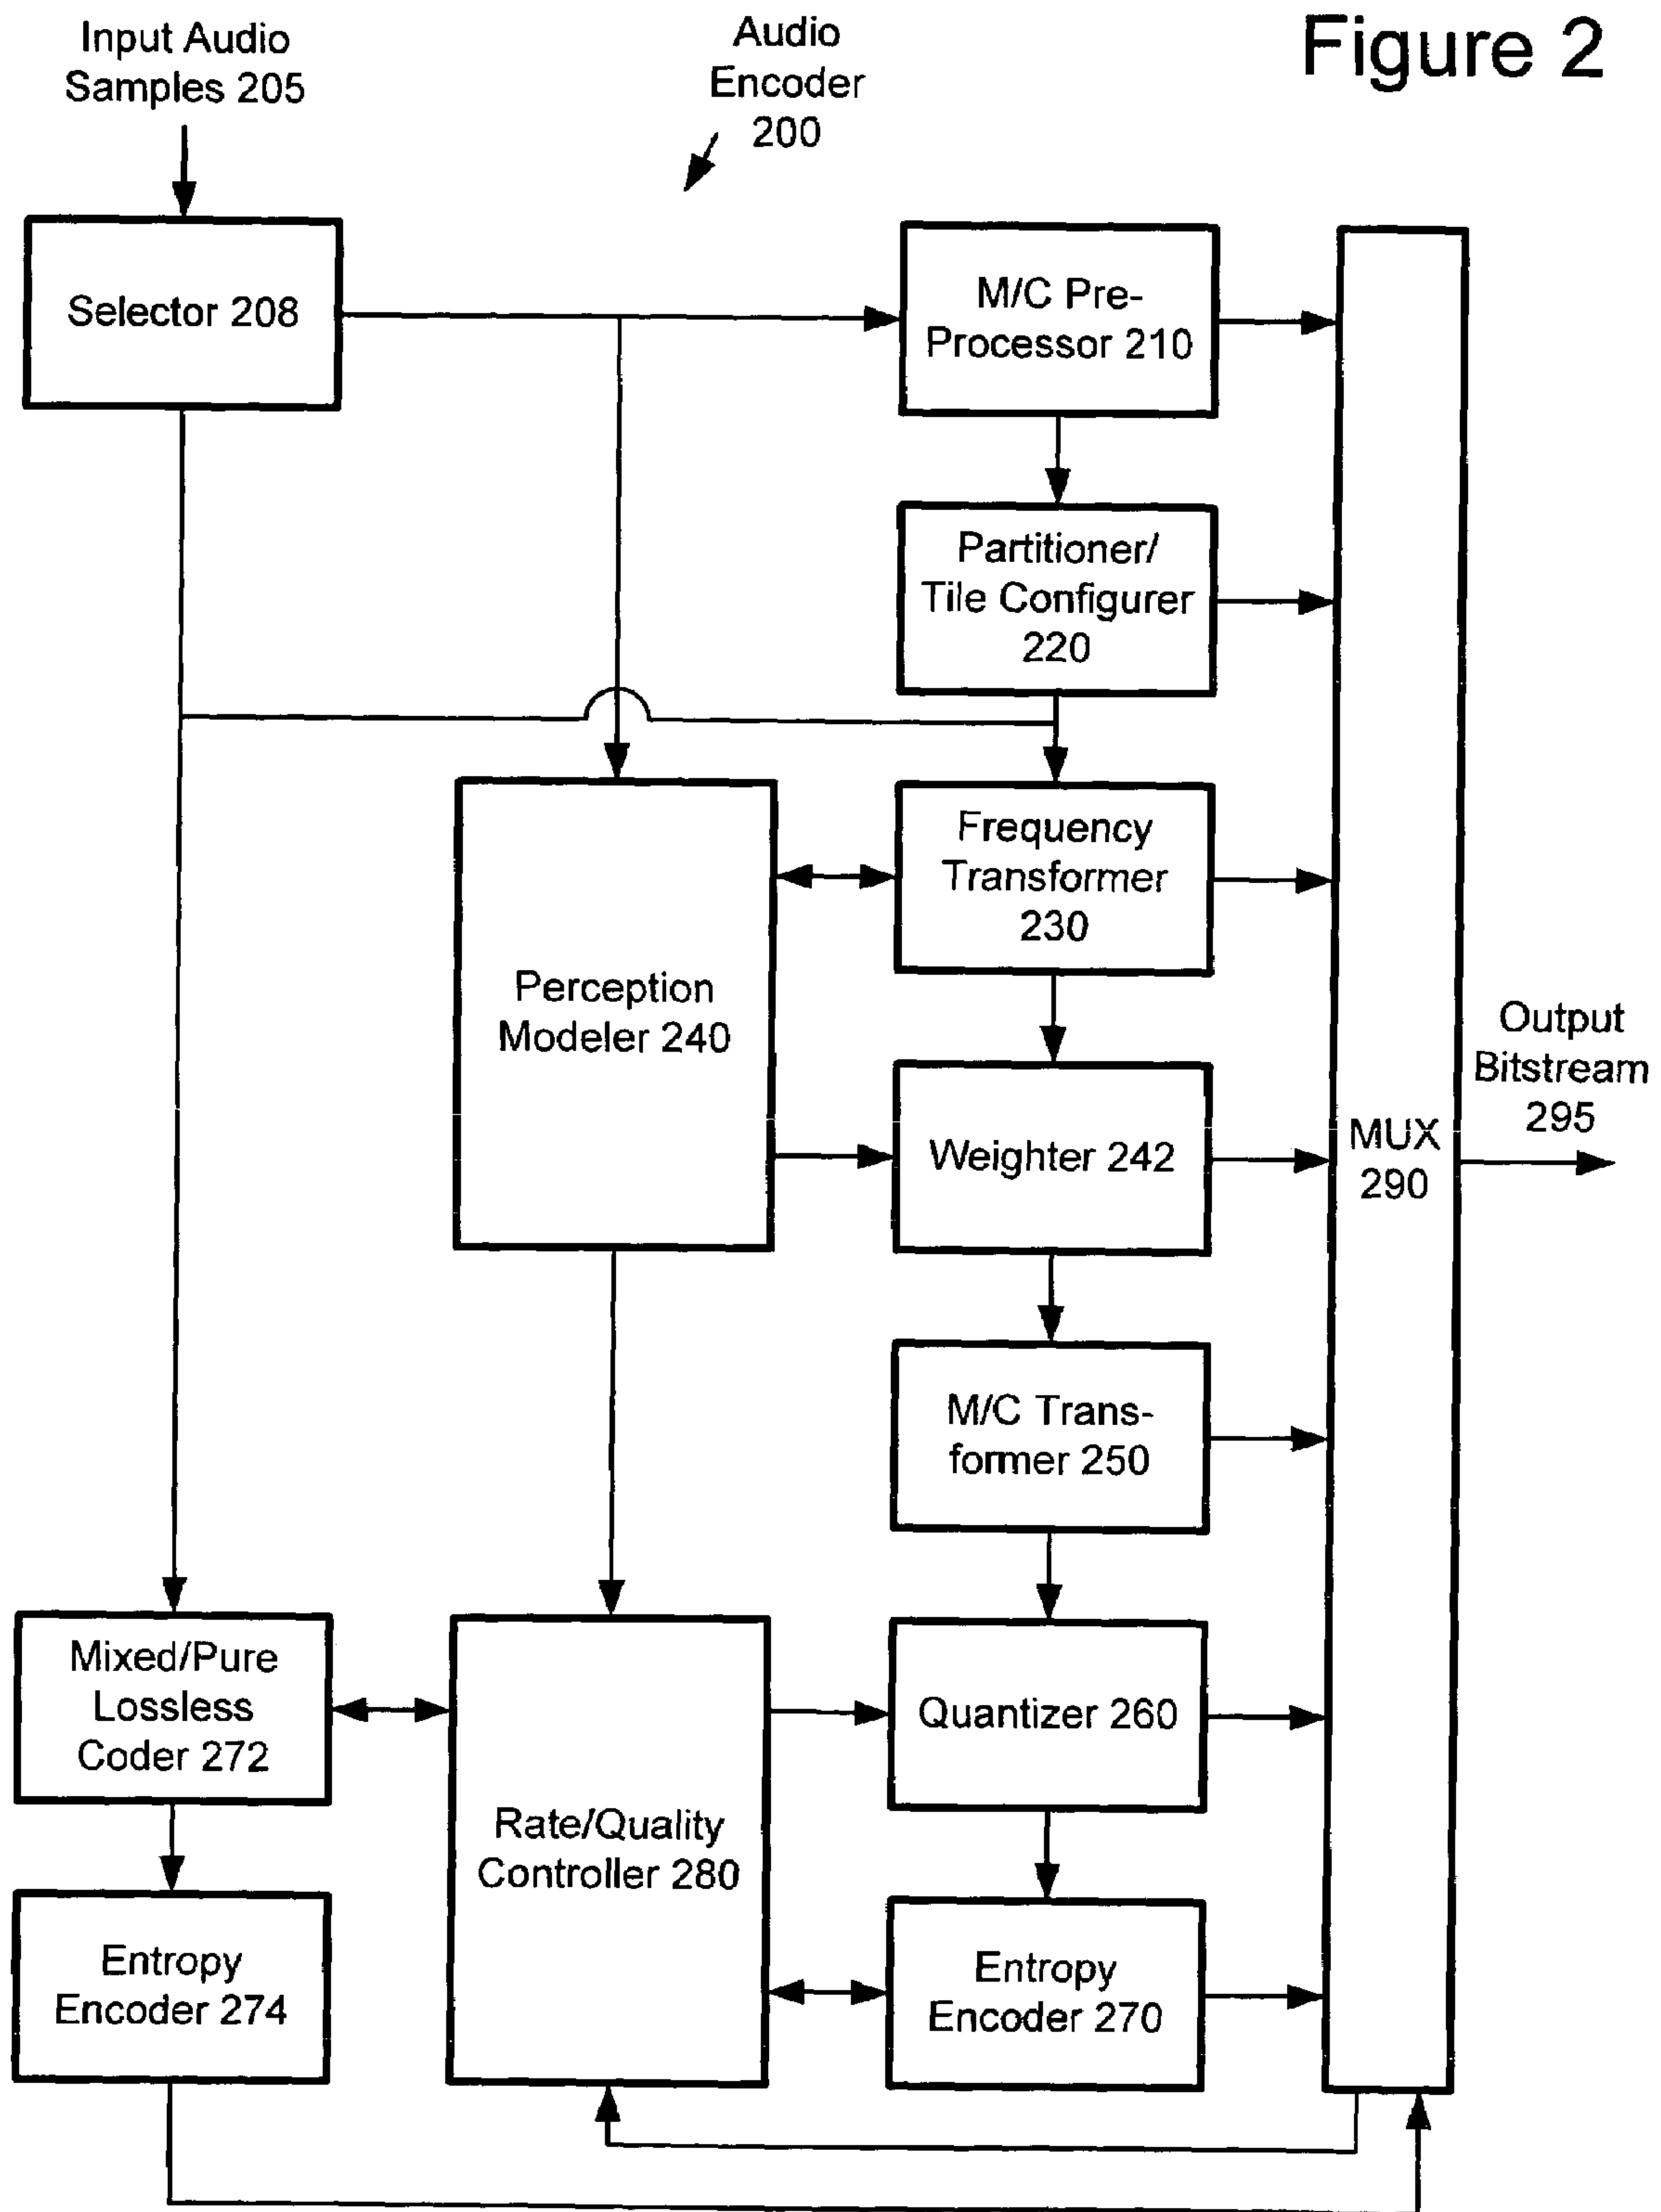 Input Audio
Samples 205
Audio
Encoder
200
Figure 2
Selector 208
M/C Pre-
Processor 210
Partitioner/
Tile Configurer
220
Frequency
Transformer
230
Perception
Modeler 240
Weighter 242
MUX
290
Output
Bitstream
295
M/C Trans-
former 250
Mixed/Pure
Lossless
Coder 272
Rate/Quality
Controller 280
Quantizer 260
Entropy
Encoder 274
Entropy
Encoder 270